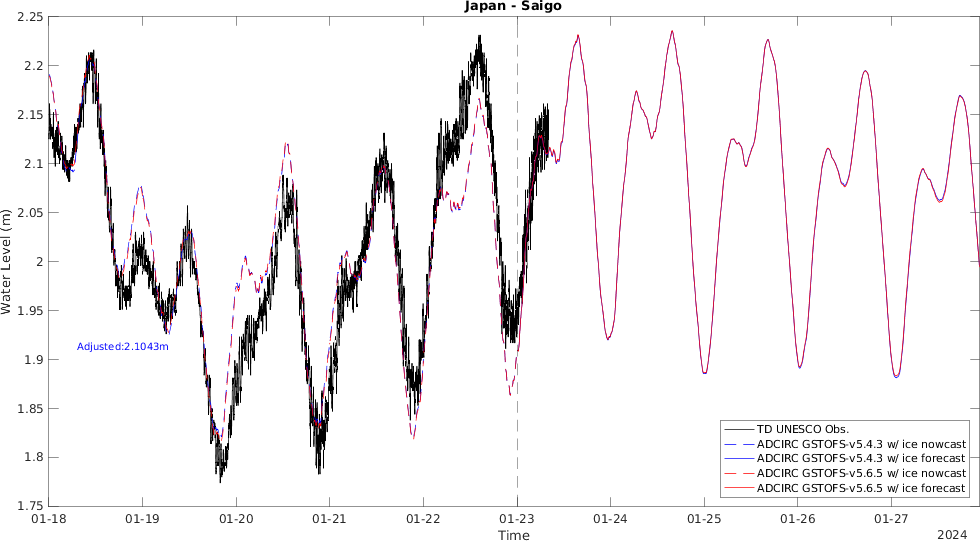 Japan - Saigo
2.25
2.2
2.15
2.1
2.05
2
1.95
1.9
1.85
1.8
1.75
Water Level (m)
Adjusted:2.1043m
TD UNESCO Obs.
ADCIRC GSTOFS-v5.4.3 w/ ice nowcast
ADCIRC GSTOFS-v5.4.3 w/ ice forecast
ADCIRC GSTOFS-v5.6.5 w/ ice nowcast
ADCIRC GSTOFS-v5.6.5 w/ ice forecast
01-18 01-19 01-20 01-21 01-22 01-23 01-24 01-25 01-26 01-27
Time
2024